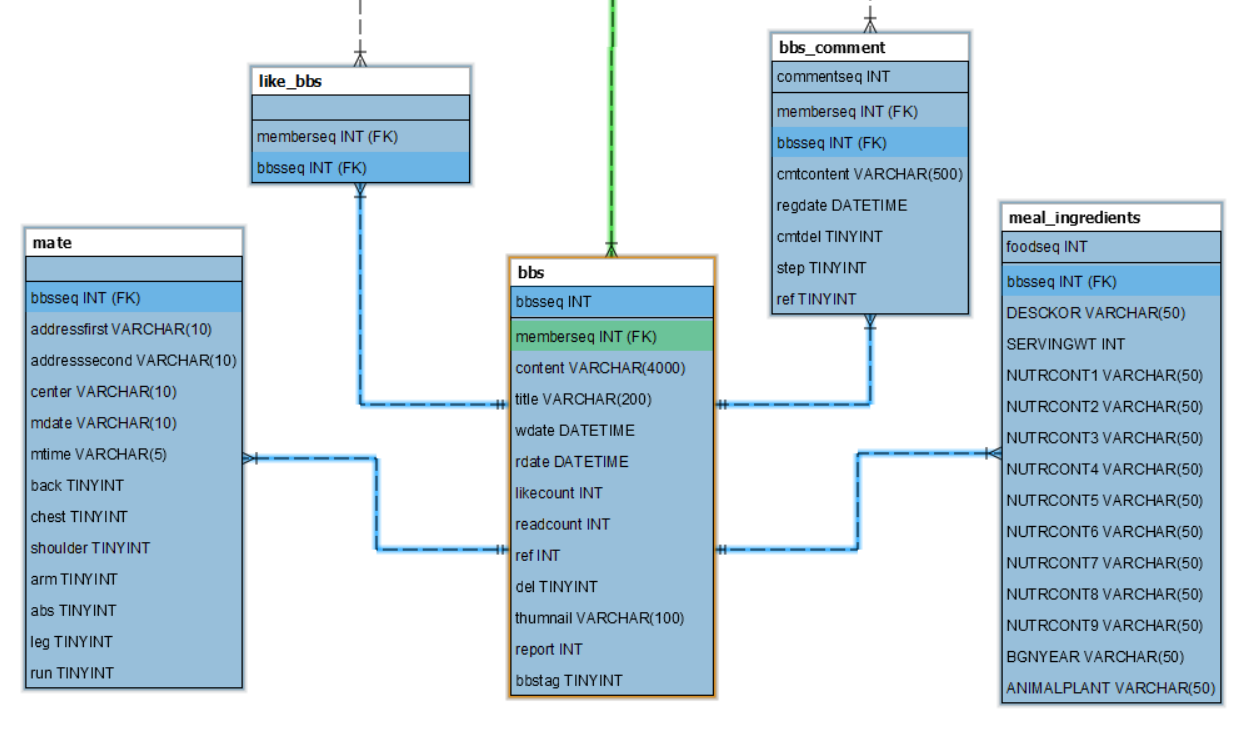 like_bbs
memberseq INT (FK)
bbsseq INT (FK)
bbs_comment
commentseq INT
memberseq INT (FK)
bbsseq INT (FK)
cmtcontent VARCHAR(500)
regdate DATETIME
cmtdel TINYINT
step TINYINT
ref TINYINT
mate
bbsseq INT (FK)
addressfirst VARCHAR(10)
addresssecond VARCHAR(10)
center VARCHAR(10)
mdate VARCHAR(10)
mtime VARCHAR(5)
back TINYINT
chest TINYINT
shoulder TINYINT
arm TINYINT
abs TINYINT
leg TINYINT
run TINYINT
bbs
bbsseq INT
memberseq INT (FK)
content VARCHAR(4000)
title VARCHAR(200)
wdate DATETIME
rdate DATETIME
likecount INT
readcount INT
ref INT
del TINYINT
thumnail VARCHAR(100)
report INT
bbstag TINYINT
meal_ingredients
foodseq INT
bbsseq INT (FK)
DESCKOR VARCHAR(50)
SERVINGWT INT
NUTRCONT1 VARCHAR(50)
NUTRCONT2 VARCHAR(50)
NUTRCONT3 VARCHAR(50)
NUTRCONT4 VARCHAR(50)
NUTRCONT5 VARCHAR(50)
NUTRCONT6 VARCHAR(50)
NUTRCONT7 VARCHAR(50)
NUTRCONT8 VARCHAR(50)
NUTRCONT9 VARCHAR(50)
BGNYEAR VARCHAR(50)
ANIMALPLANT VARCHAR(50)